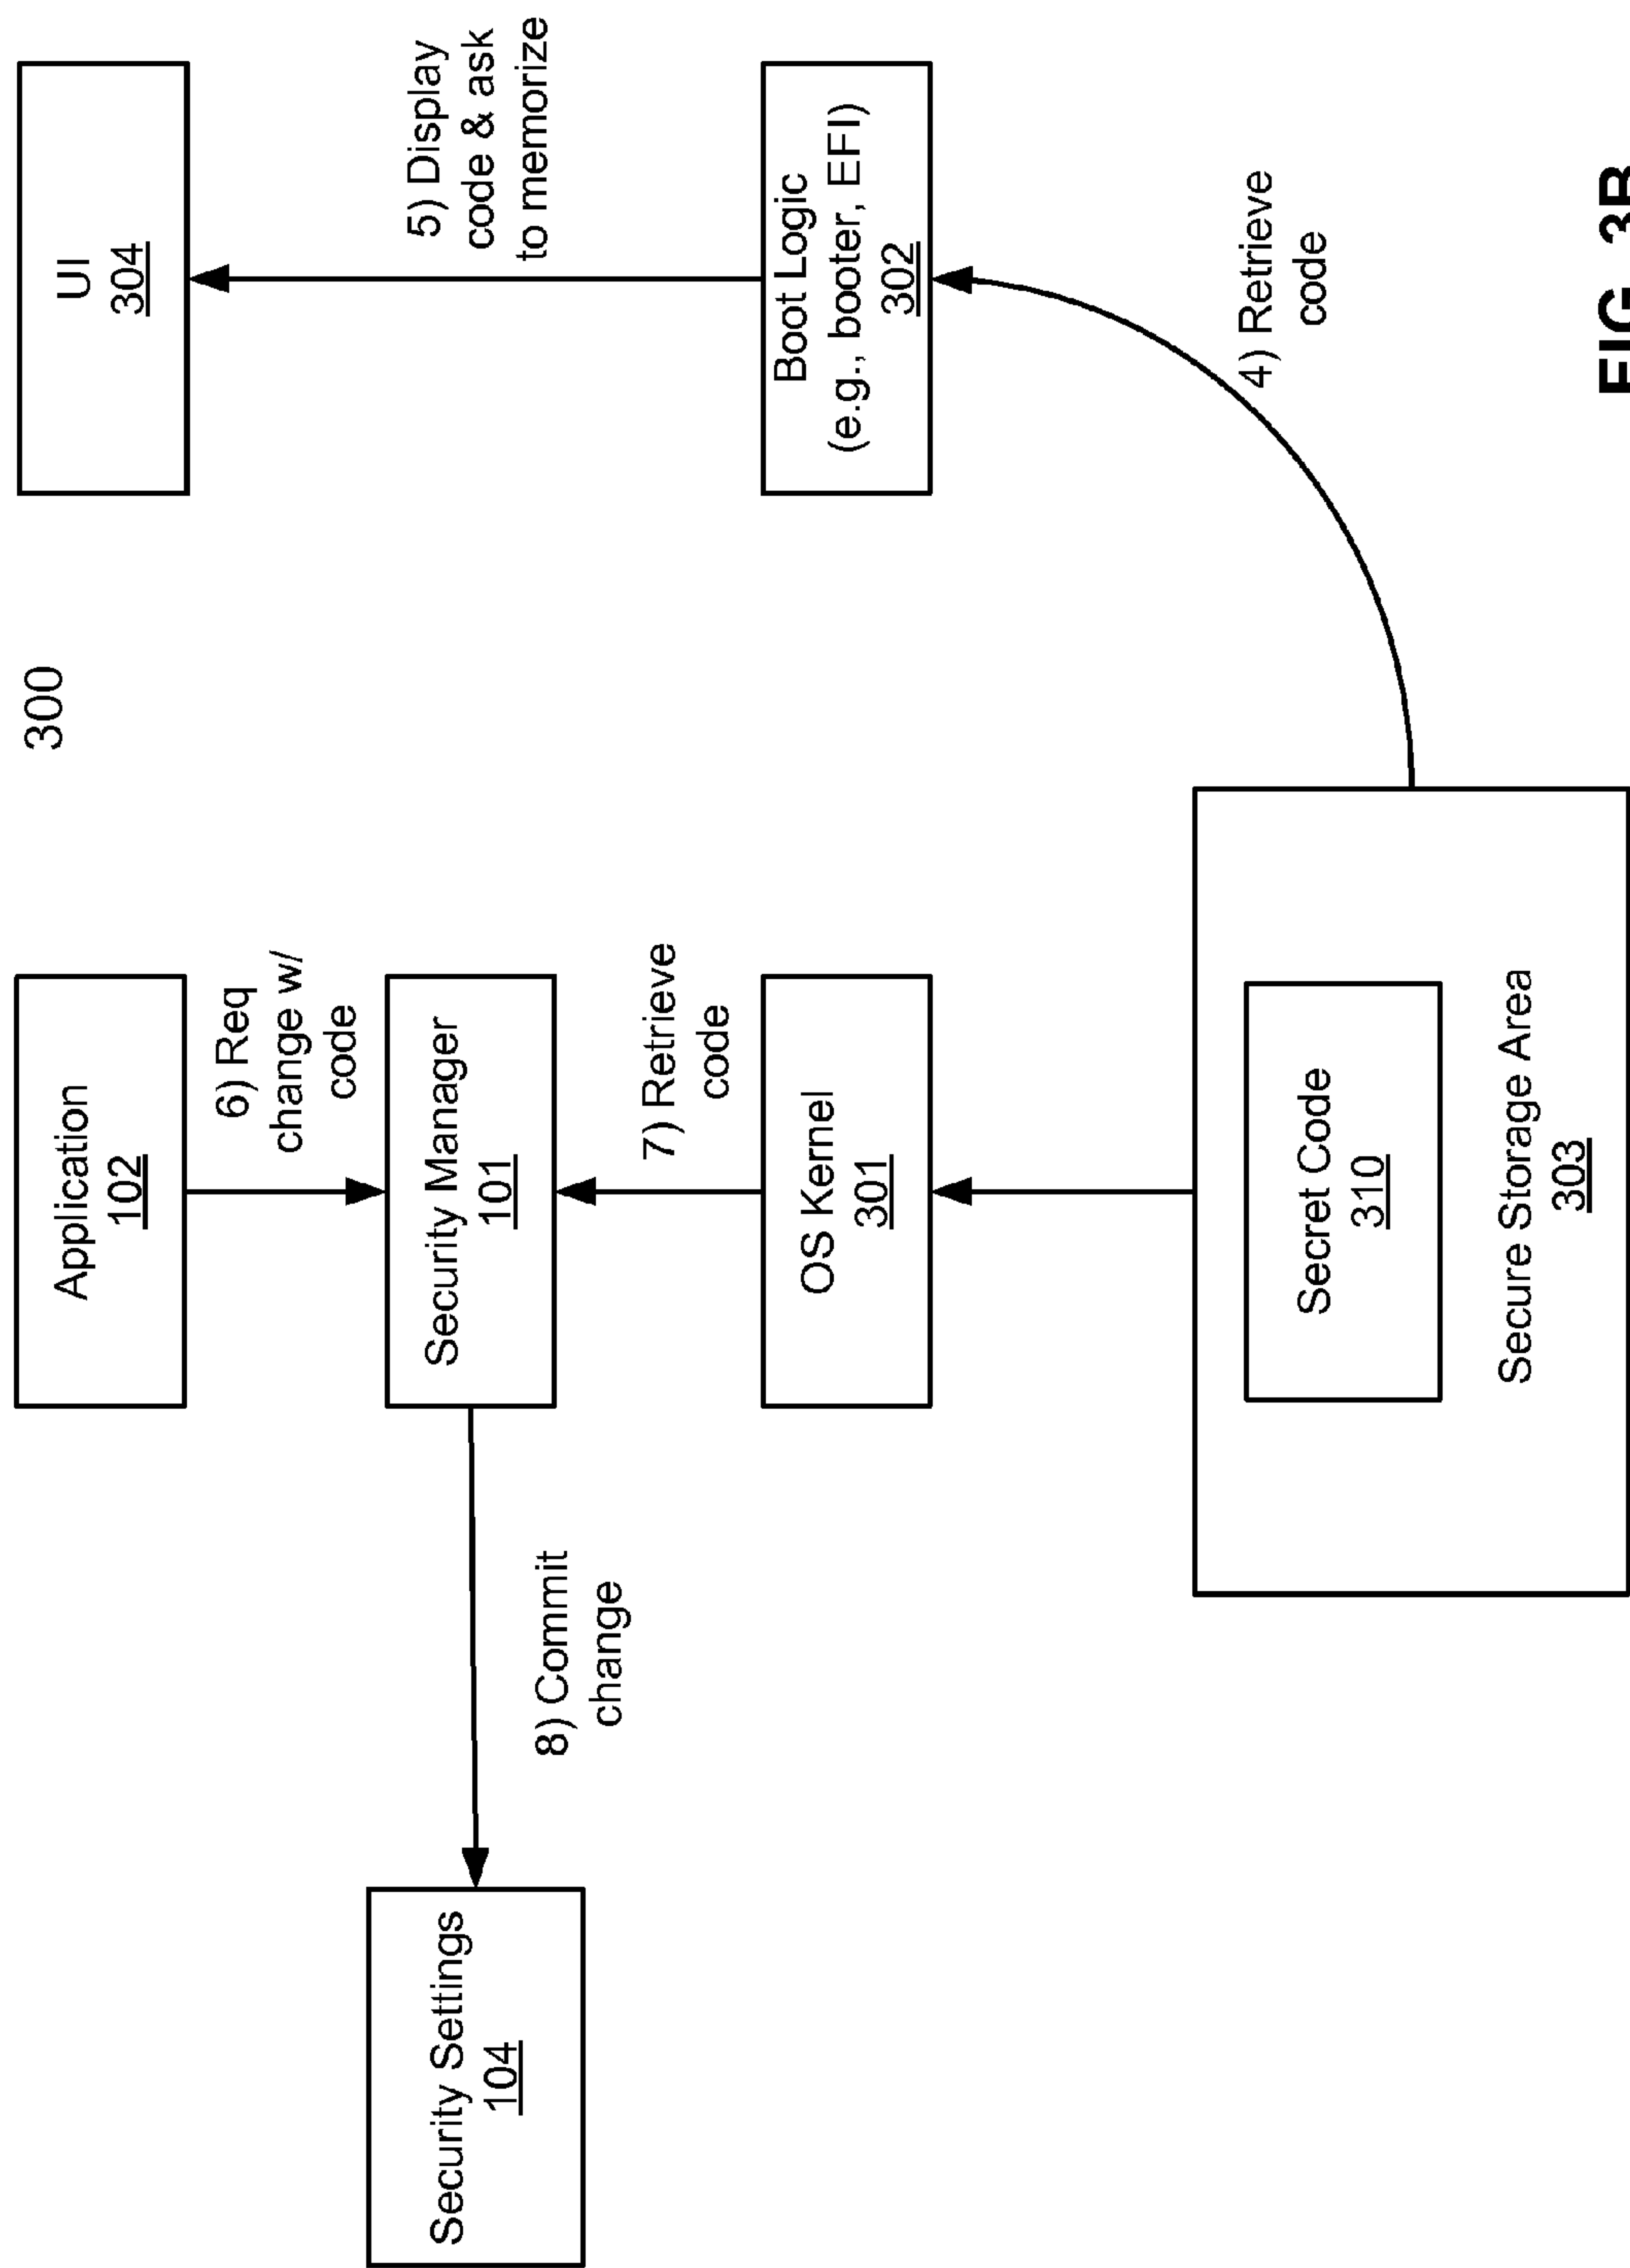 Application
102
300
UI
304
6) Req
change w/
code
5) Display
code & ask
to memorize
Security Settings
104
Security Manager
101
8) Commit
change
7) Retrieve
code
OS Kernel
301
Boot Logic
(e.g., booter, EFI)
302
4) Retrieve
code
Secret Code
310
Secure Storage Area
303
FIG. 3B